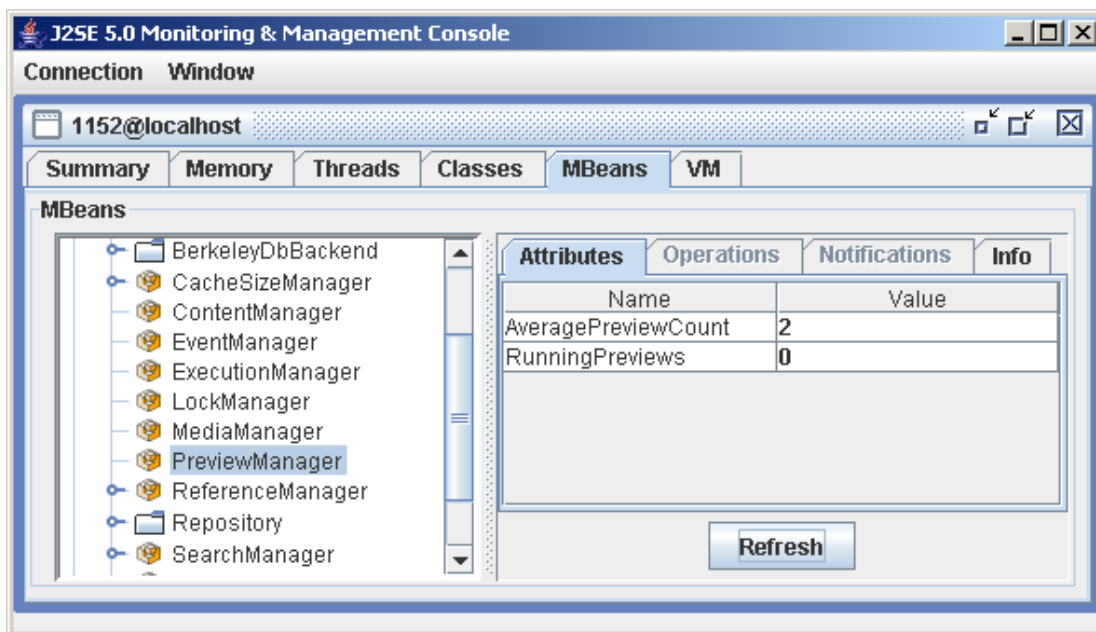 J2SE 5.0 Monitoring & Management Console
Connection Window
1152@localhost
Summary Memory Threads Classes MBeans VM
MBeans
BerkeleyDbBackend
CacheSizeManager
ContentManager
EventManager
ExecutionManager
LockManager
MediaManager
PreviewManager
ReferenceManager
Repository
SearchManager
Attributes Operations Notifications Info
Name Value
AveragePreviewCount 2
RunningPreviews 0
Refresh